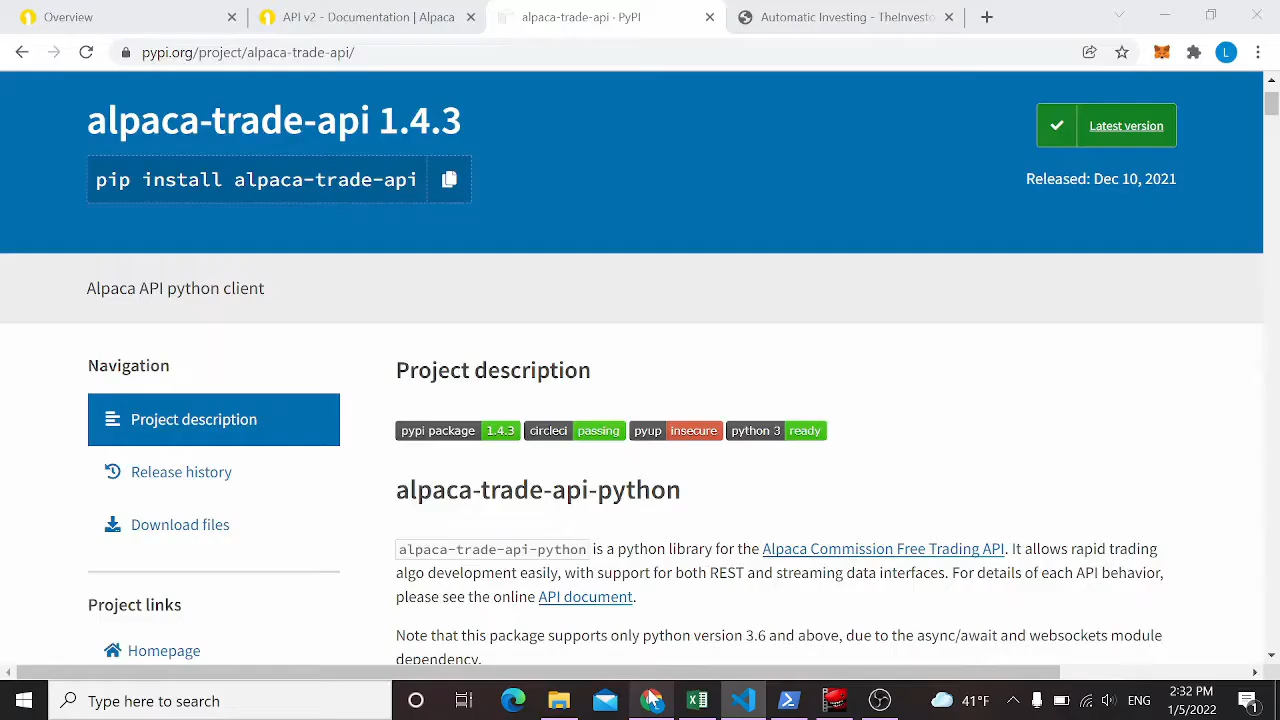 Overview
API v2 - Documentation | Alpaca
alpaca-trade-api · PyPI
Automatic Investing - TheInvesto
pypi.org/project/alpaca-trade-api/
L
alpaca-trade-api 1.4.3
Latest version
pip install alpaca-trade-api
Released: Dec 10, 2021
Alpaca API python client
Navigation
Project description
Release history
Download files
Project links
Homepage
Project description
pypi package 1.4.3 circleci passing pyup insecure python 3 ready
alpaca-trade-api-python
alpaca-trade-api-python is a python library for the Alpaca Commission Free Trading API. It allows rapid trading
algo development easily, with support for both REST and streaming data interfaces. For details of each API behavior,
please see the online API document.
Note that this package supports only python version 3.6 and above, due to the async/await and websockets module
dependency.
Type here to search
41°F
ENG
2:32 PM
1/5/2022
1